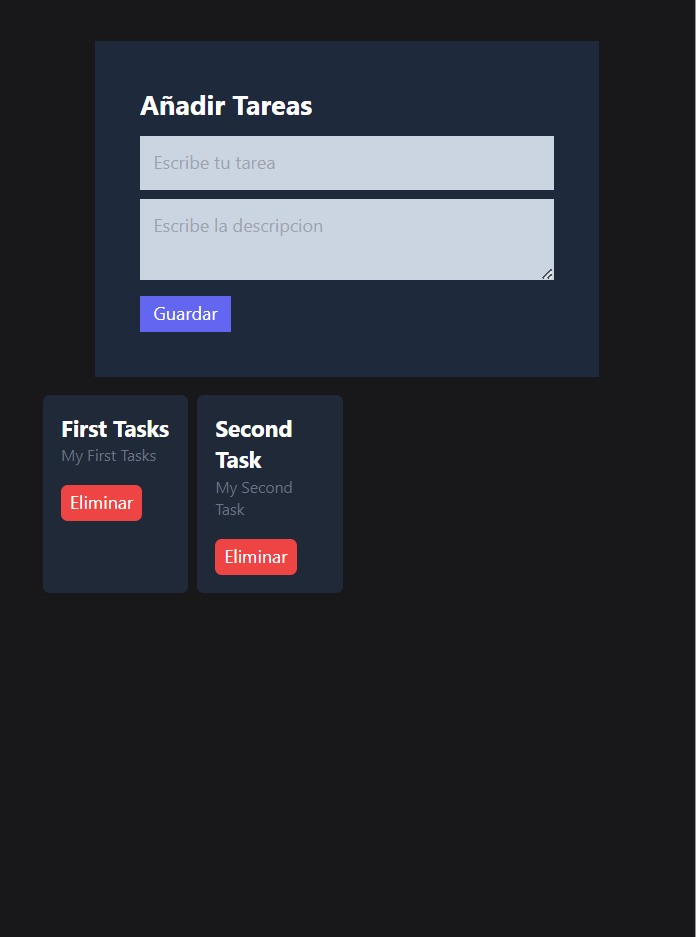 Añadir Tareas
Escribe tu tarea
Escribe la descripcion
Guardar
First Tasks
My First Tasks
Eliminar
Second
Task
My Second
Task
Eliminar